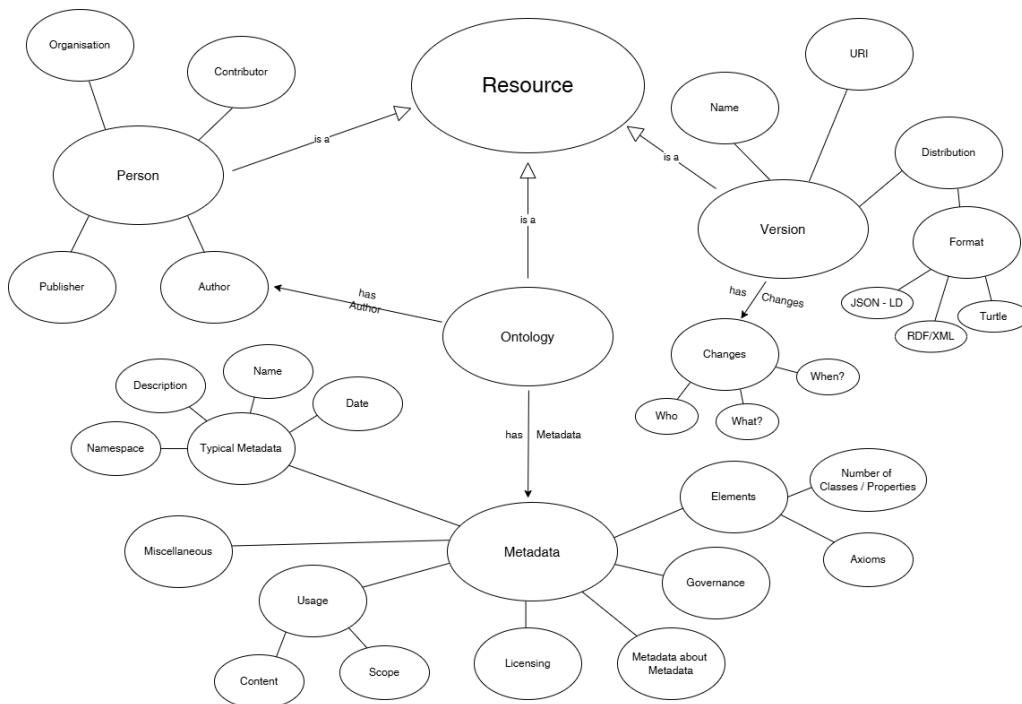 Organisation
Contributor
Resource
URI
Name
is a
is a
Distribution
Person
Version
is a
Format
Publisher
Author
has
Author
has Changes
JSON - LD
Turtle
RDF/XML
Ontology
Changes
When?
Who
What?
Description
Name
Date
Namespace
Typical Metadata
has Metadata
Elements
Number of
Classes / Properties
Miscellaneous
Metadata
Axioms
Governance
Usage
Content
Scope
Licensing
Metadata about
Metadata